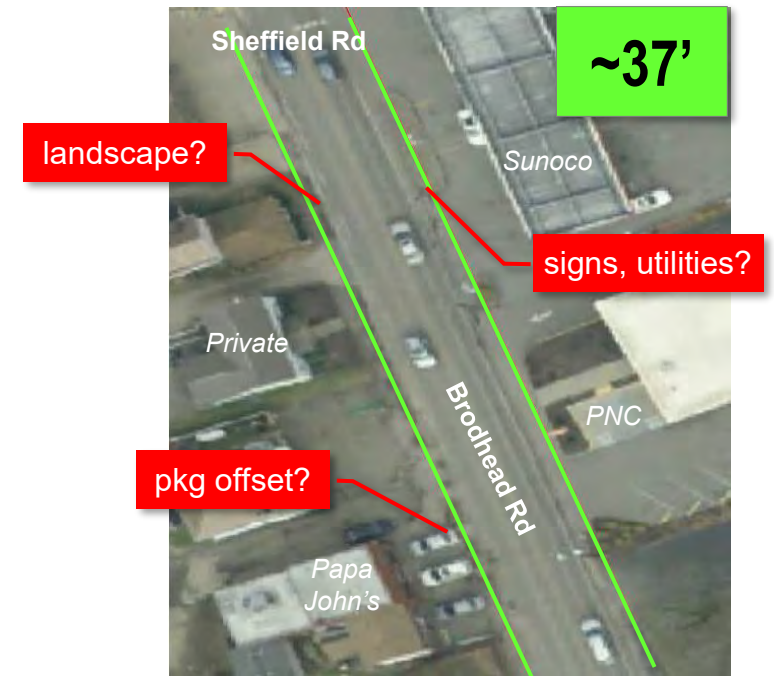 Sheffield Rd
~37’
landscape?
Sunoco
signs, utilities?
Private
Brodhead Rd
PNC
pkg offset?
Papa
John’s